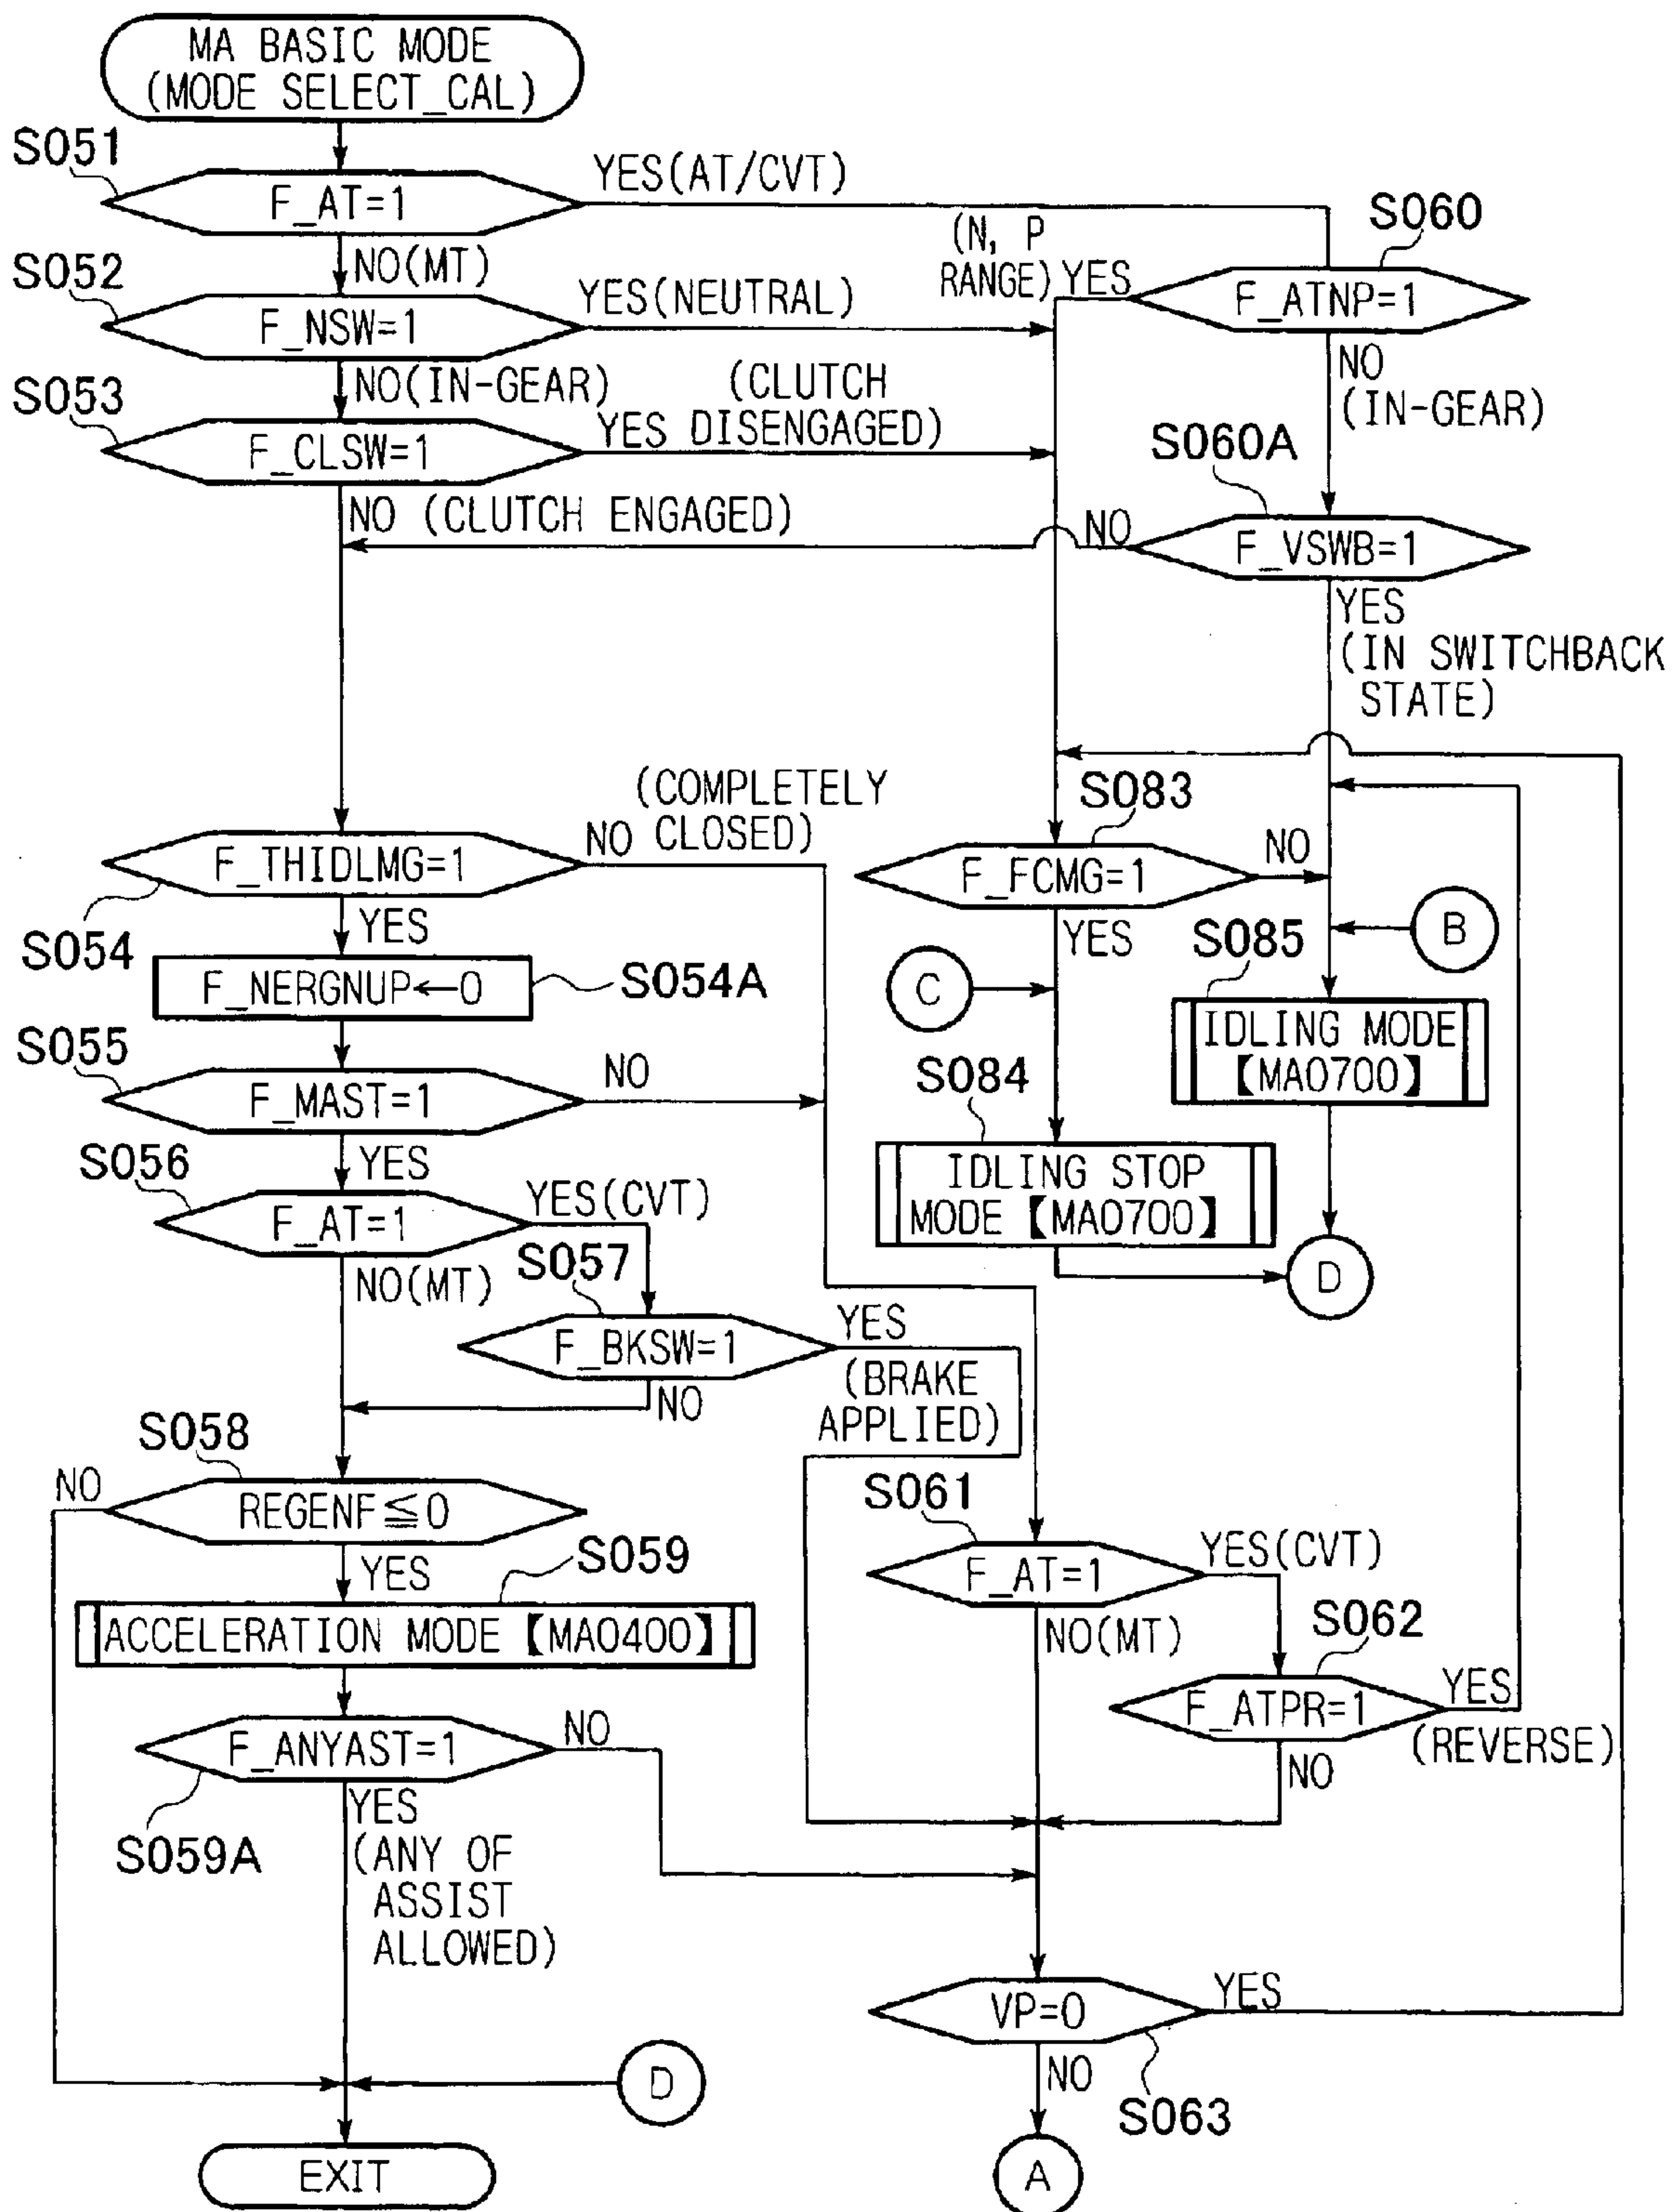 MA BASIC MODE
(MODE SELECT_CAL)
S051
F_AT=1
YES(AT/CVT)
NO(MT)
S060
(N, P
RANGE) YES
F_ATNP=1
NO
(IN-GEAR)
S052
F_NSW=1
YES(NEUTRAL)
NO(IN-GEAR)
S053
F_CLSW=1
(CLUTCH
YES DISENGAGED)
NO (CLUTCH ENGAGED)
S060A
NO
F_VSWB=1
YES
(IN SWITCHBACK
STATE)
(COMPLETELY
NO CLOSED)
F_THIDLMG=1
S054
YES
S083
F_FCMG=1
NO
YES
F_NERGNUP←0
S054A
C
B
S085
IDLING MODE
【MA0700】
S055
F_MAST=1
NO
YES
S084
IDLING STOP
MODE【MA0700】
D
S056
F_AT=1
YES(CVT)
NO(MT)
S057
F_BKSW=1
YES
(BRAKE
APPLIED)
NO
S058
NO
REGENF≦0
YES
S059
ACCELERATION MODE【MA0400】
S061
F_AT=1
YES(CVT)
NO(MT)
S062
F_ATPR=1
YES
(REVERSE)
NO
F_ANYAST=1
NO
S059A
YES
(ANY OF
ASSIST
ALLOWED)
VP=0
YES
NO
S063
D
EXIT
A